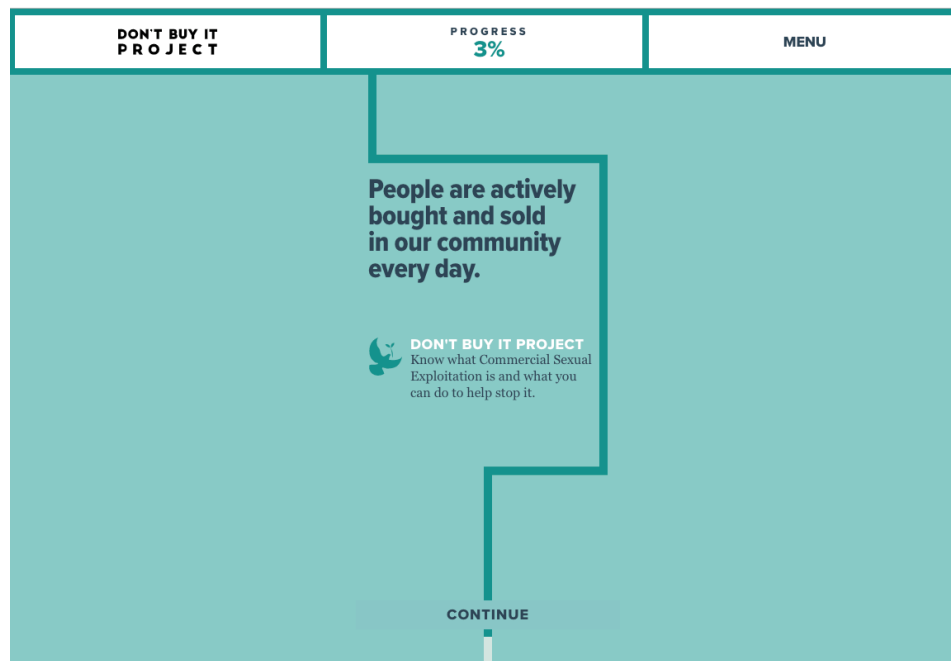 DON'T BUY IT
PROJECT
PROGRESS
3%
MENU
People are actively
bought and sold
in our community
every day.
DON'T BUY IT PROJECT
Know what Commercial Sexual
Exploitation is and what you
can do to help stop it.
CONTINUE